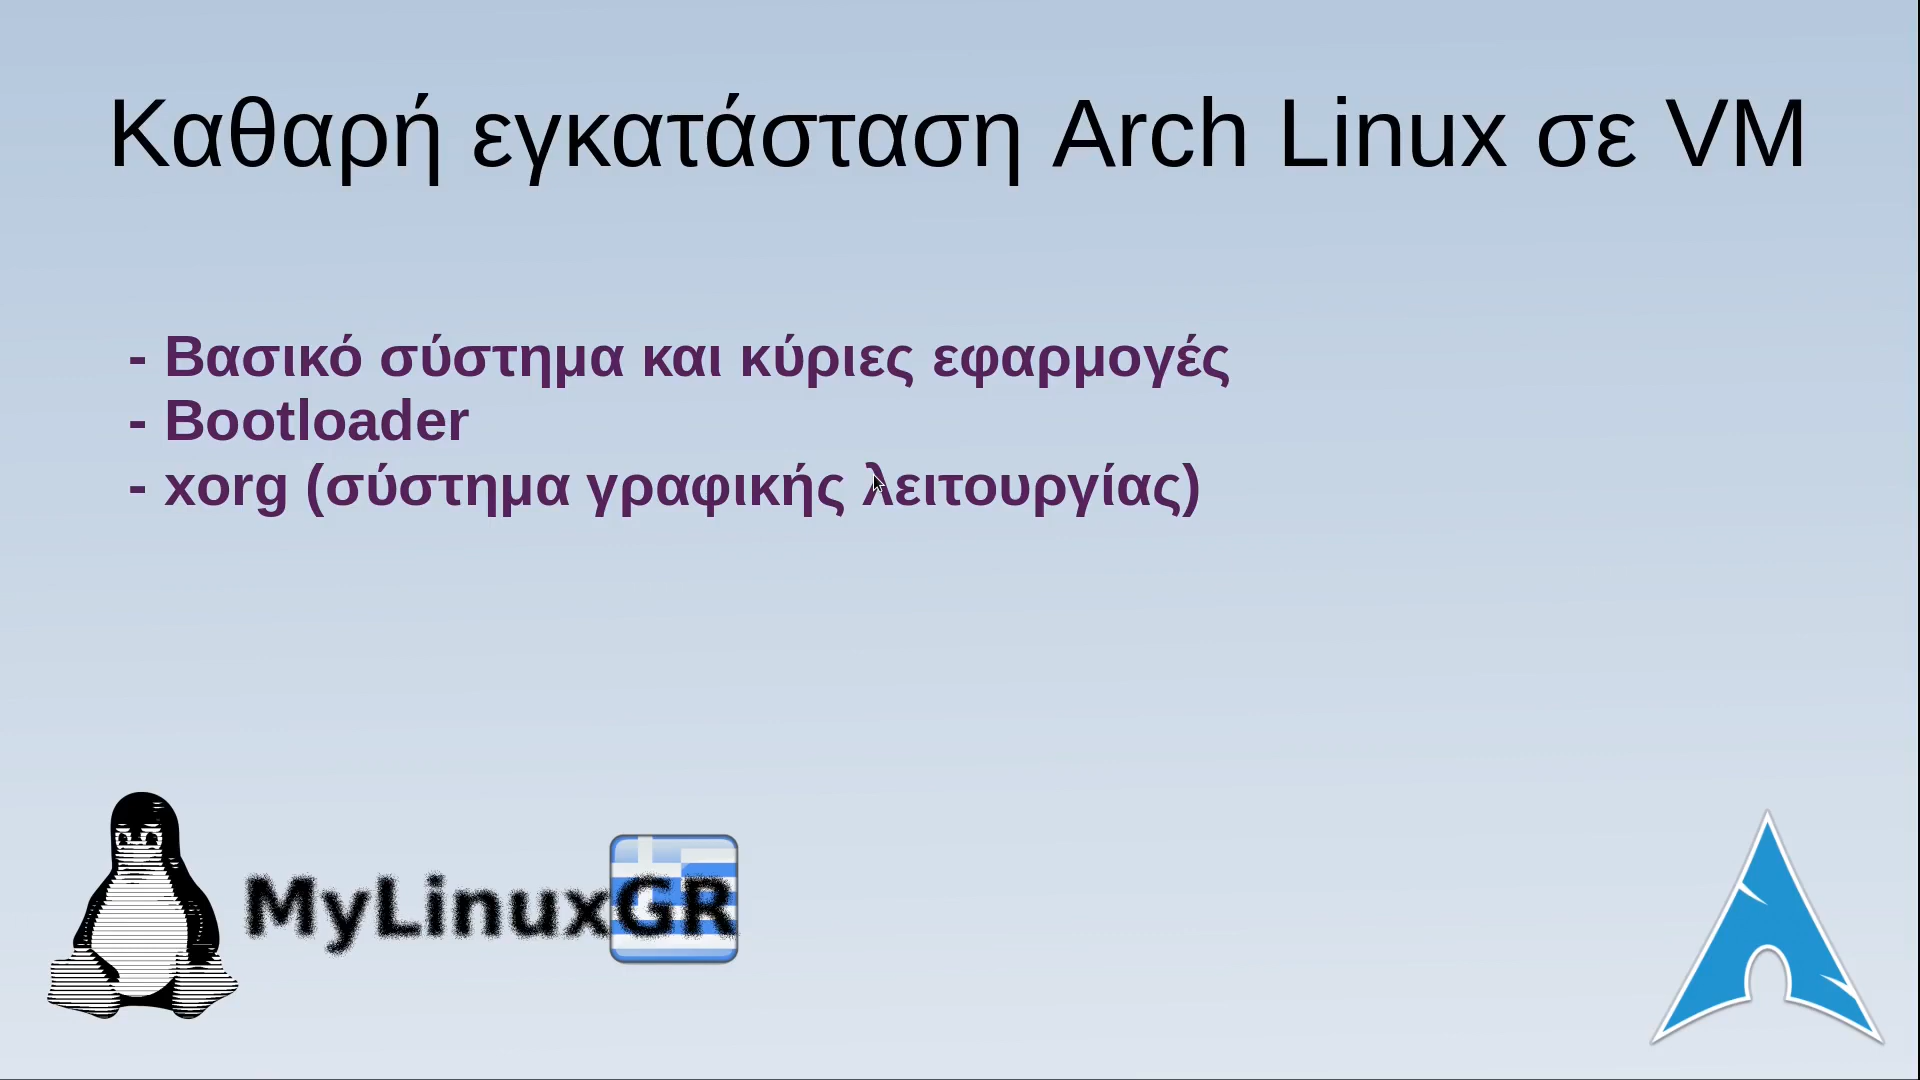 Καθαρή εγκατάσταση Arch Linux σε VM
- Βασικό σύστημα και κύριες εφαρμογές
- Bootloader
- xorg (σύστημα γραφικής λειτουργίας)
MyLinuxGR